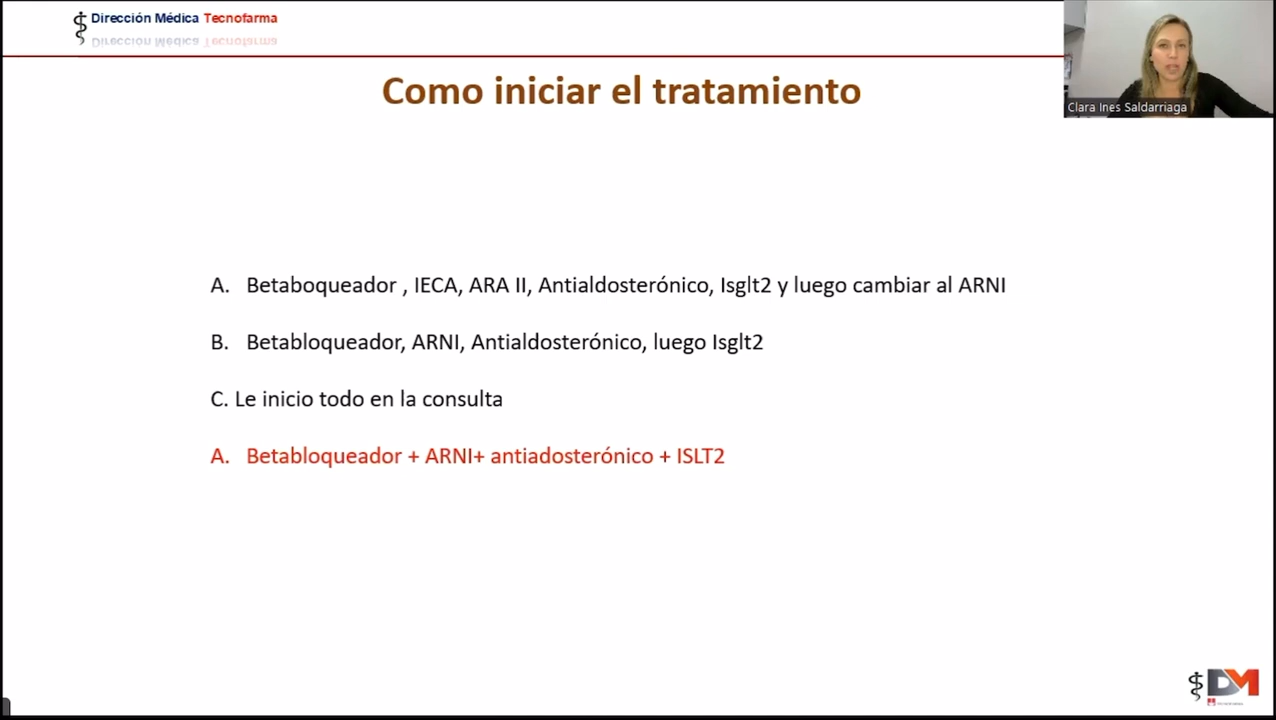 Dirección Médica Tecnofarma
Clara Ines Saldarriaga
Como iniciar el tratamiento
A. Betaboqueador , IECA, ARA II, Antialdosterónico, Isglt2 y luego cambiar al ARNI
B. Betabloqueador, ARNI, Antialdosterónico, luego Isglt2
C. Le inicio todo en la consulta
A. Betabloqueador + ARNI+ antiadosterónico + ISLT2
DM